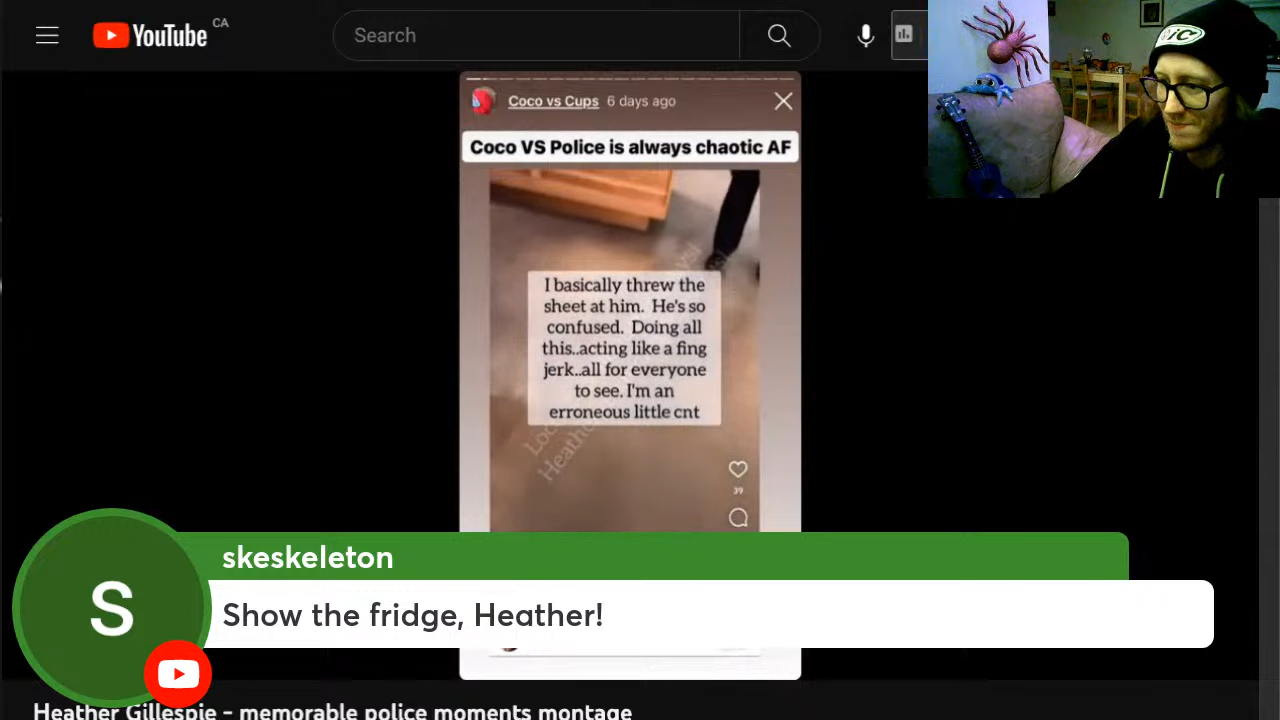 YouTube CA
Search
Coco vs Cups 6 days ago
Coco VS Police is always chaotic AF
I basically threw the
sheet at him. He's so
confused. Doing all
this..acting like a fing
jerk..all for everyone
to see. I'm an
erroneous little cnt
39
BiC
S
skeskeleton
Show the fridge, Heather!
Heather Gillespie - memorable police moments montage